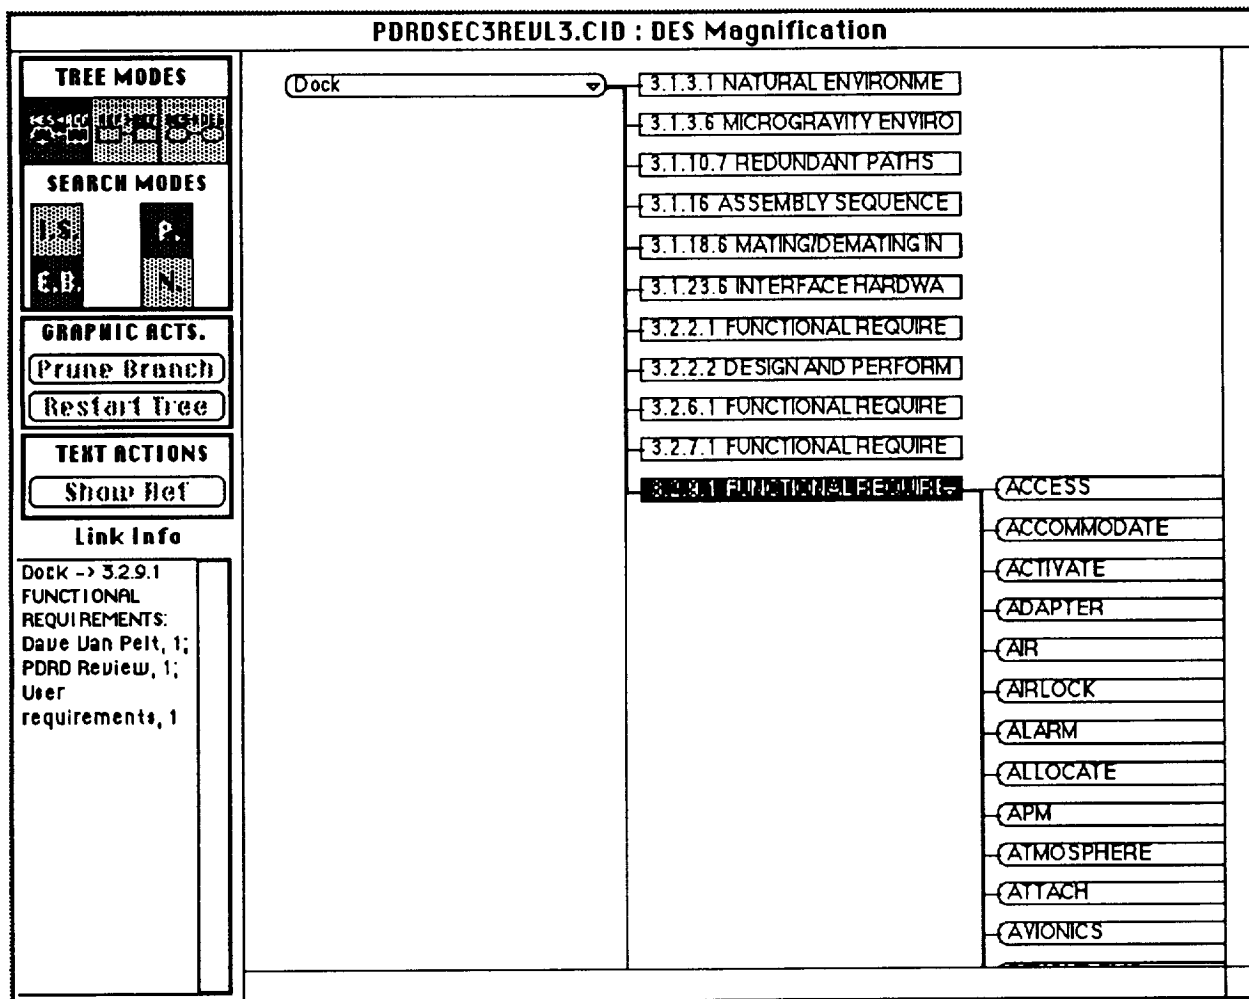 PDRDSEC3REVL3.CID : DES Magnification
TREE MODES
SEARCH MODES
I.S.
P.
E.B.
N.
GRAPHIC ACTS.
Prune Branch
Restart Tree
TEXT ACTIONS
Show Ref
Link Info
Dock -> 3.2.9.1
FUNCTIONAL
REQUIREMENTS:
Dave Van Pelt, 1;
PDRD Review, 1;
User
requirements, 1
Dock
3.1.3.1 NATURAL ENVIRONME
3.1.3.6 MICROGRAVITY ENVIRO
3.1.10.7 REDUNDANT PATHS
3.1.16 ASSEMBLY SEQUENCE
3.1.18.6 MATING/DEMATING IN
3.1.23.6 INTERFACE HARDWA
3.2.2.1 FUNCTIONAL REQUIRE
3.2.2.2 DESIGN AND PERFORM
3.2.6.1 FUNCTIONAL REQUIRE
3.2.7.1 FUNCTIONAL REQUIRE
3.2.9.1 FUNCTIONAL REQUIRE
ACCESS
ACCOMMODATE
ACTIVATE
ADAPTER
AIR
AIRLOCK
ALARM
ALLOCATE
APM
ATMOSPHERE
ATTACH
AVIONICS